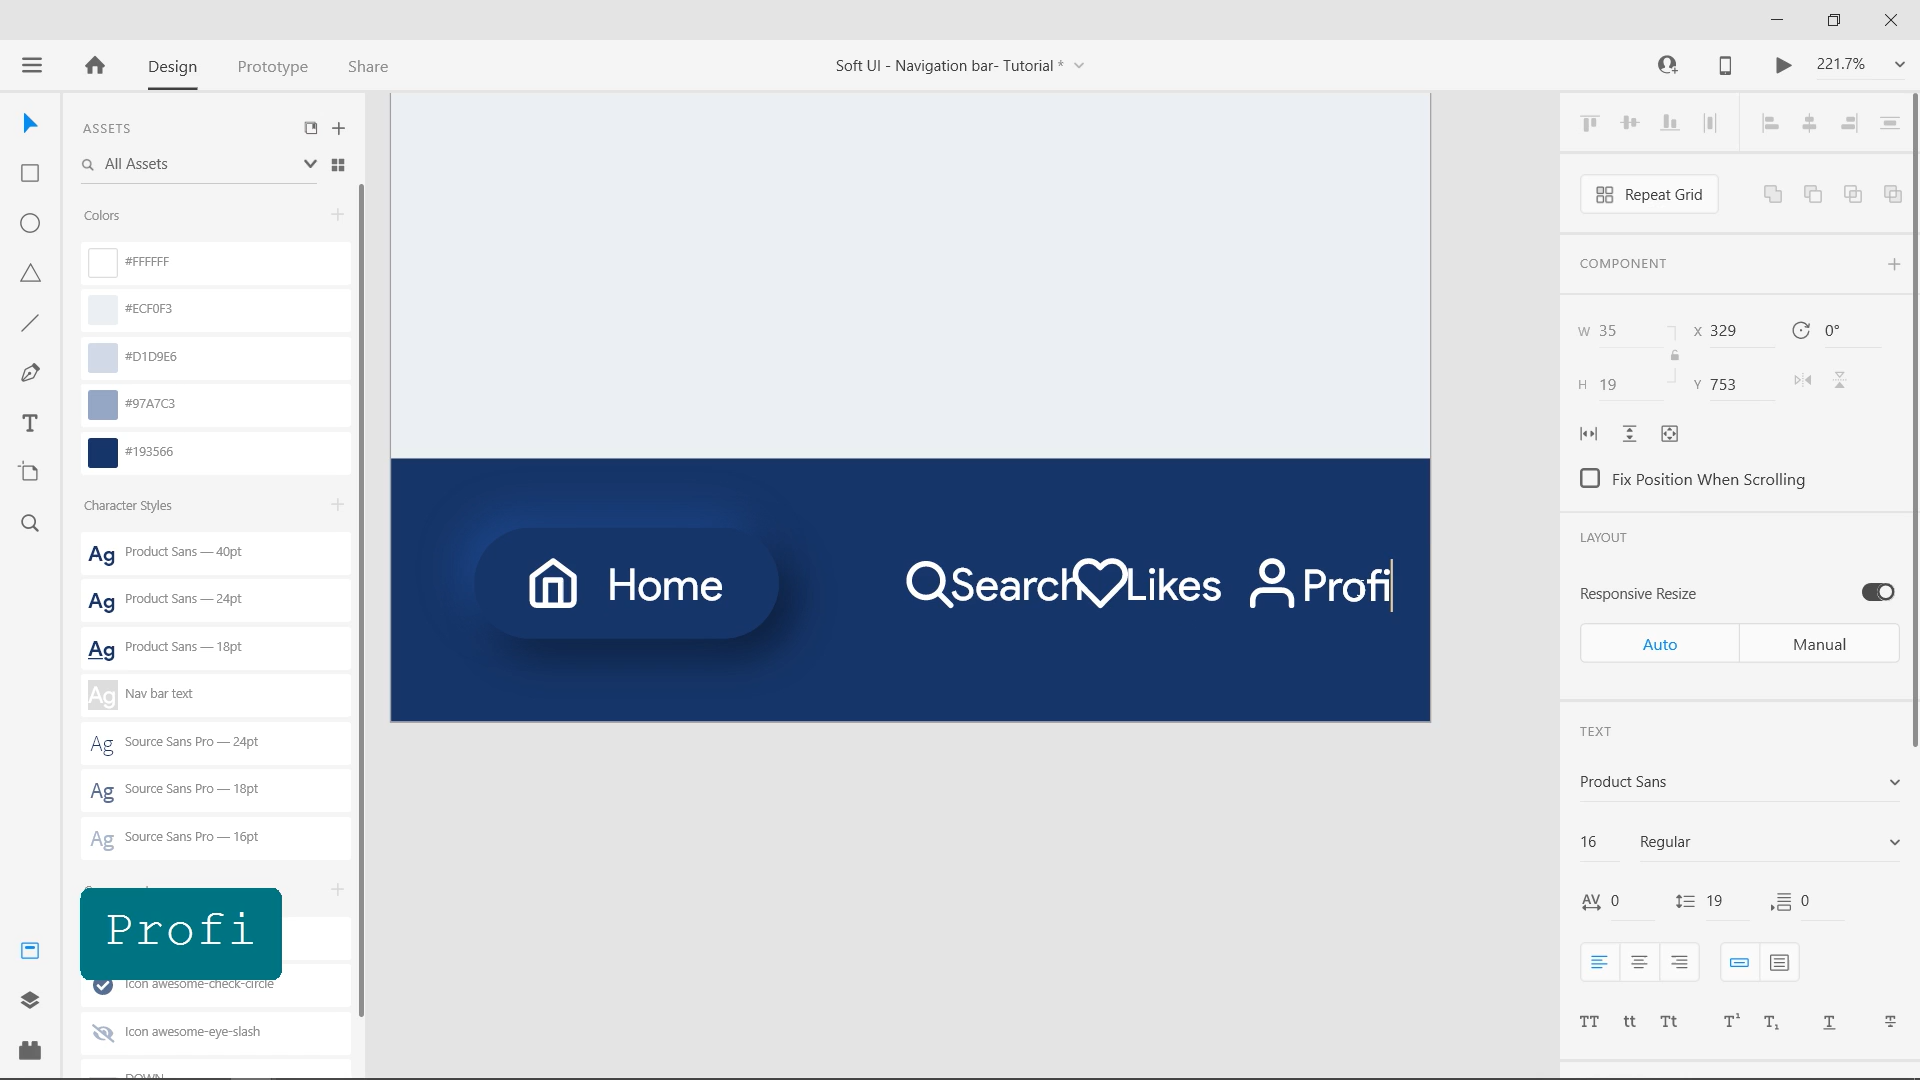 Design
Prototype
Share
Soft UI - Navigation bar- Tutorial *
221.7%
ASSETS
All Assets
Colors
#FFFFFF
#ECF0F3
#D1D9E6
#97A7C3
#193566
Character Styles
Ag Product Sans — 40pt
Ag Product Sans — 24pt
Ag Product Sans — 18pt
Ag Nav bar text
Ag Source Sans Pro — 24pt
Ag Source Sans Pro — 18pt
Ag Source Sans Pro — 16pt
Profi
Icon awesome-check-circle
Icon awesome-eye-slash
Home
Search
Likes
Profi
Repeat Grid
COMPONENT
W 35
X 329
0°
H 19
Y 753
Fix Position When Scrolling
LAYOUT
Responsive Resize
Auto
Manual
TEXT
Product Sans
16
Regular
AV 0
19
0
TT
tt
Tt
T¹
T₁
T
T